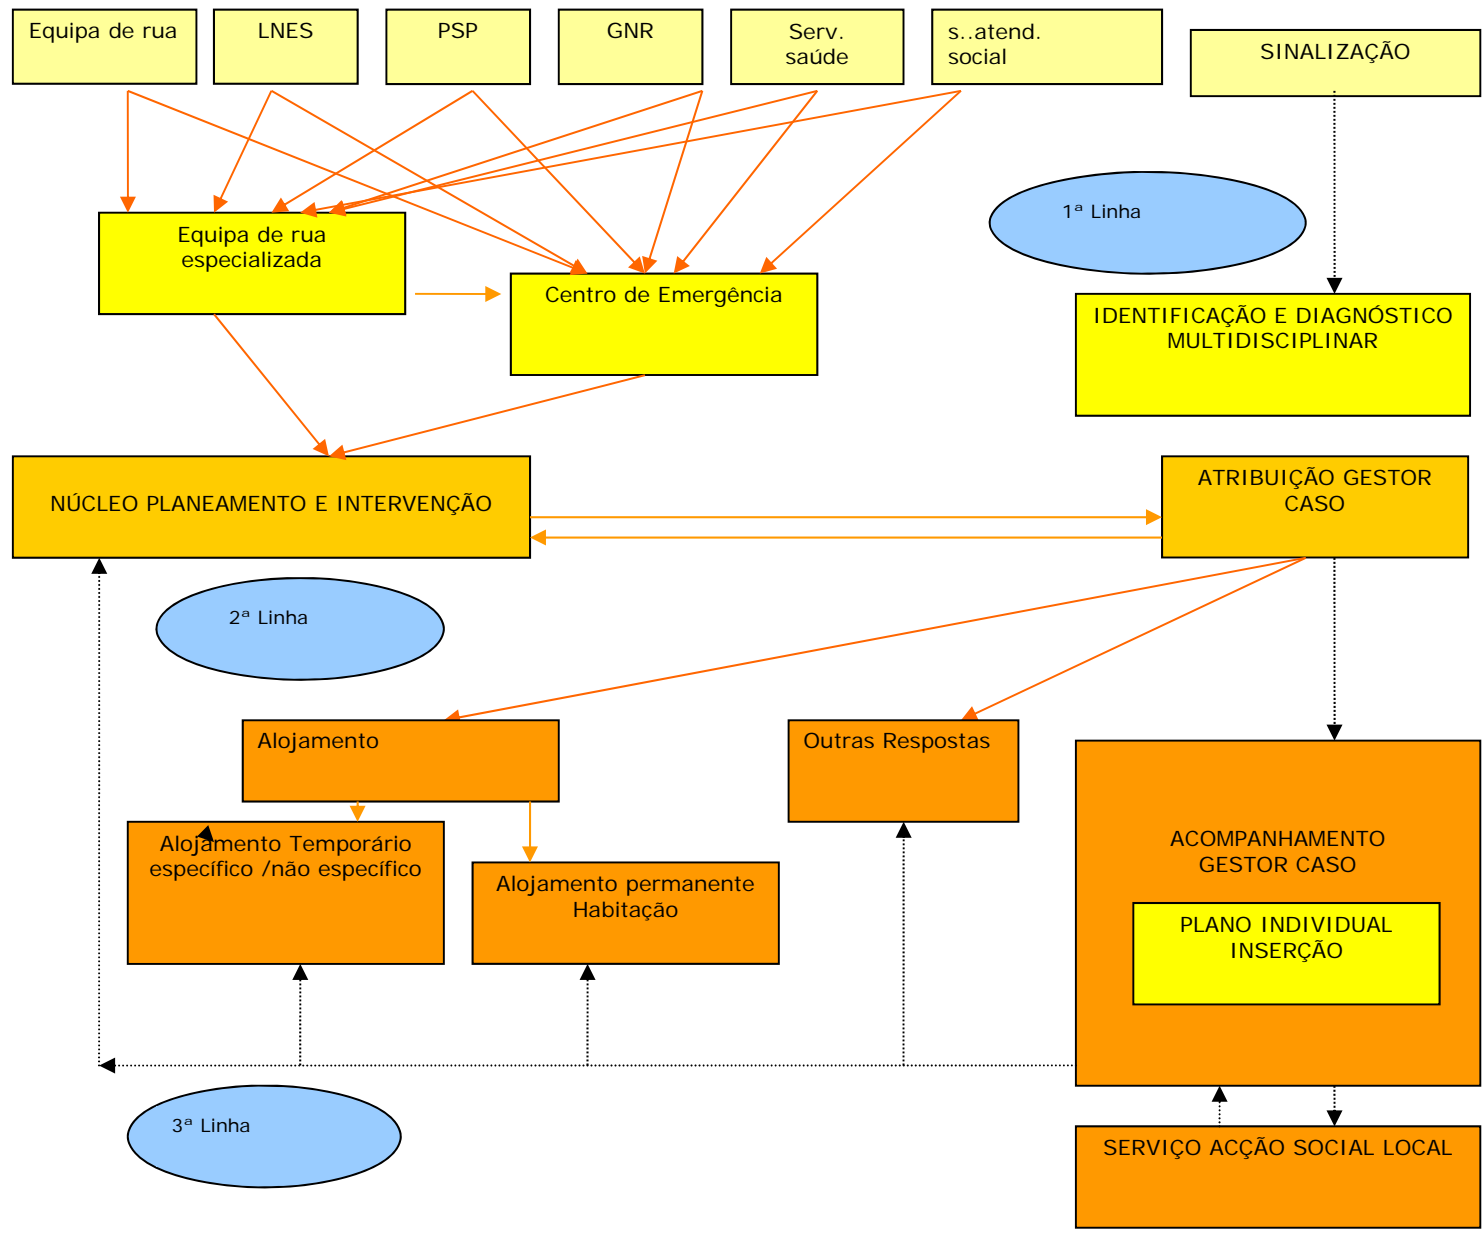 Equipa de rua
LNES
PSP
GNR
Serv.
saúde
s..atend.
social
SINALIZAÇÃO
1ª Linha
Equipa de rua
especializada
Centro de Emergência
IDENTIFICAÇÃO E DIAGNÓSTICO
MULTIDISCIPLINAR
NÚCLEO PLANEAMENTO E INTERVENÇÃO
ATRIBUIÇÃO GESTOR
CASO
2ª Linha
Alojamento
Outras Respostas
Alojamento Temporário
específico /não específico
Alojamento permanente
Habitação
ACOMPANHAMENTO
GESTOR CASO
PLANO INDIVIDUAL
INSERÇÃO
3ª Linha
SERVIÇO ACÇÃO SOCIAL LOCAL